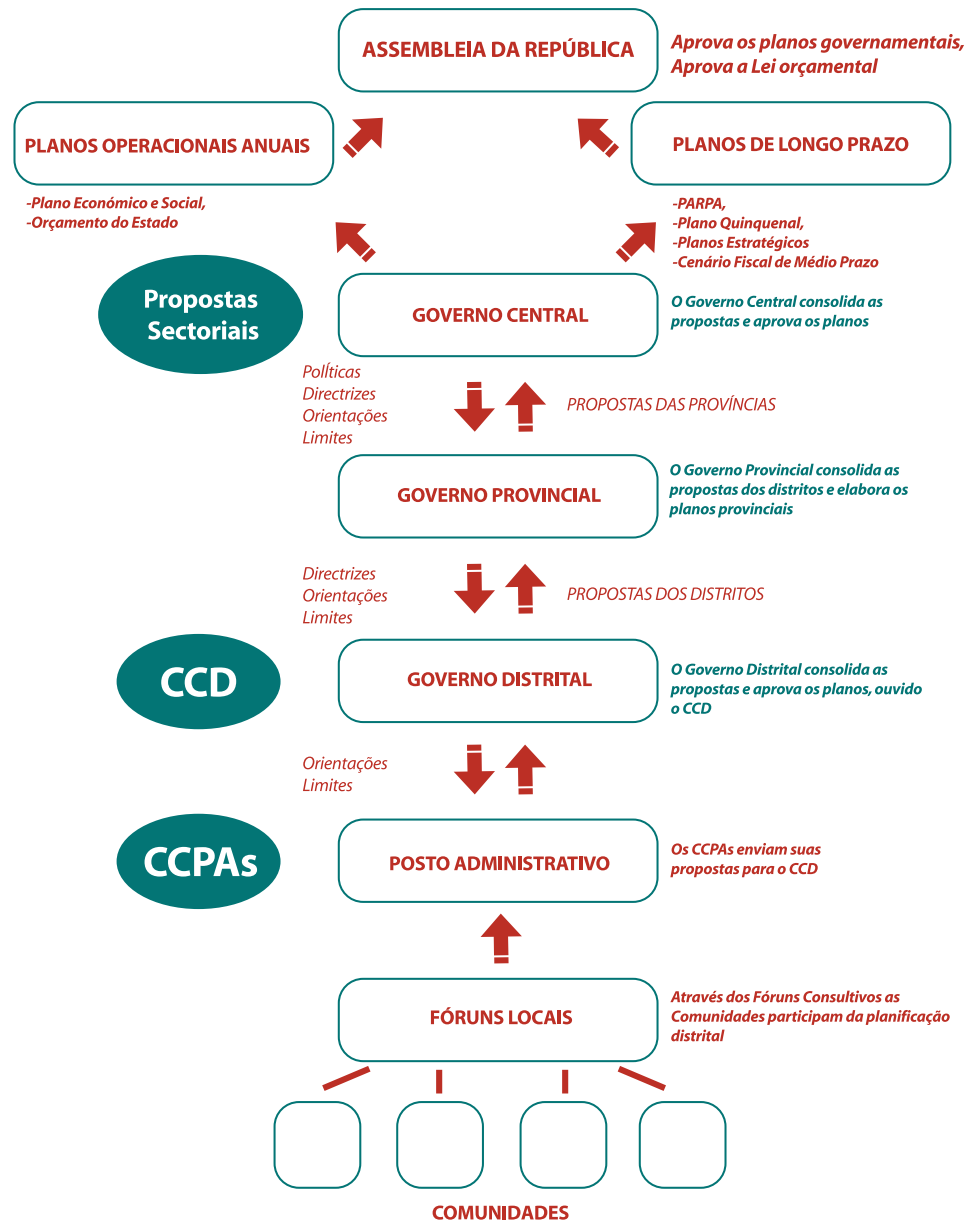 ASSEMBLEIA DA REPÚBLICA
Aprova os planos governamentais,
Aprova a Lei orçamental
PLANOS OPERACIONAIS ANUAIS
PLANOS DE LONGO PRAZO
-Plano Económico e Social,
-Orçamento do Estado
-PARPA,
-Plano Quinquenal,
-Planos Estratégicos
-Cenário Fiscal de Médio Prazo
Propostas
Sectoriais
GOVERNO CENTRAL
O Governo Central consolida as
propostas e aprova os planos
Políticas
Directrizes
Orientações
Limites
PROPOSTAS DAS PROVÍNCIAS
GOVERNO PROVINCIAL
O Governo Provincial consolida as
propostas dos distritos e elabora os
planos provinciais
Directrizes
Orientações
Limites
PROPOSTAS DOS DISTRITOS
CCD
GOVERNO DISTRITAL
O Governo Distrital consolida as
propostas e aprova os planos, ouvido
o CCD
Orientações
Limites
CCPAs
POSTO ADMINISTRATIVO
Os CCPAs enviam suas
propostas para o CCD
FÓRUNS LOCAIS
Através dos Fóruns Consultivos as
Comunidades participam da planificação
distrital
COMUNIDADES